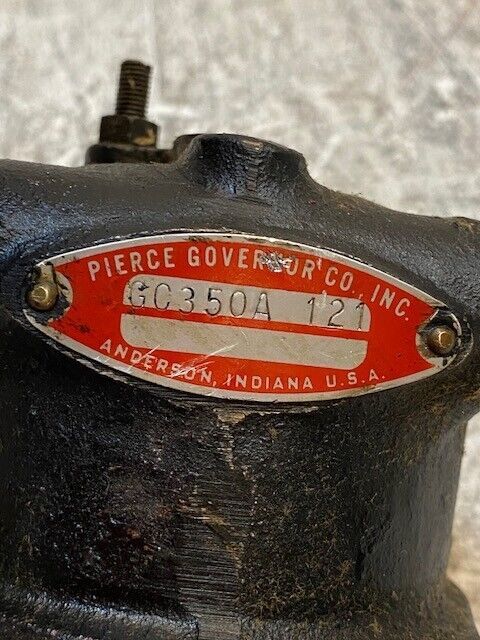 PIERCE GOVERNOR CO., INC.
GC350A 121
ANDERSON, INDIANA U.S.A.